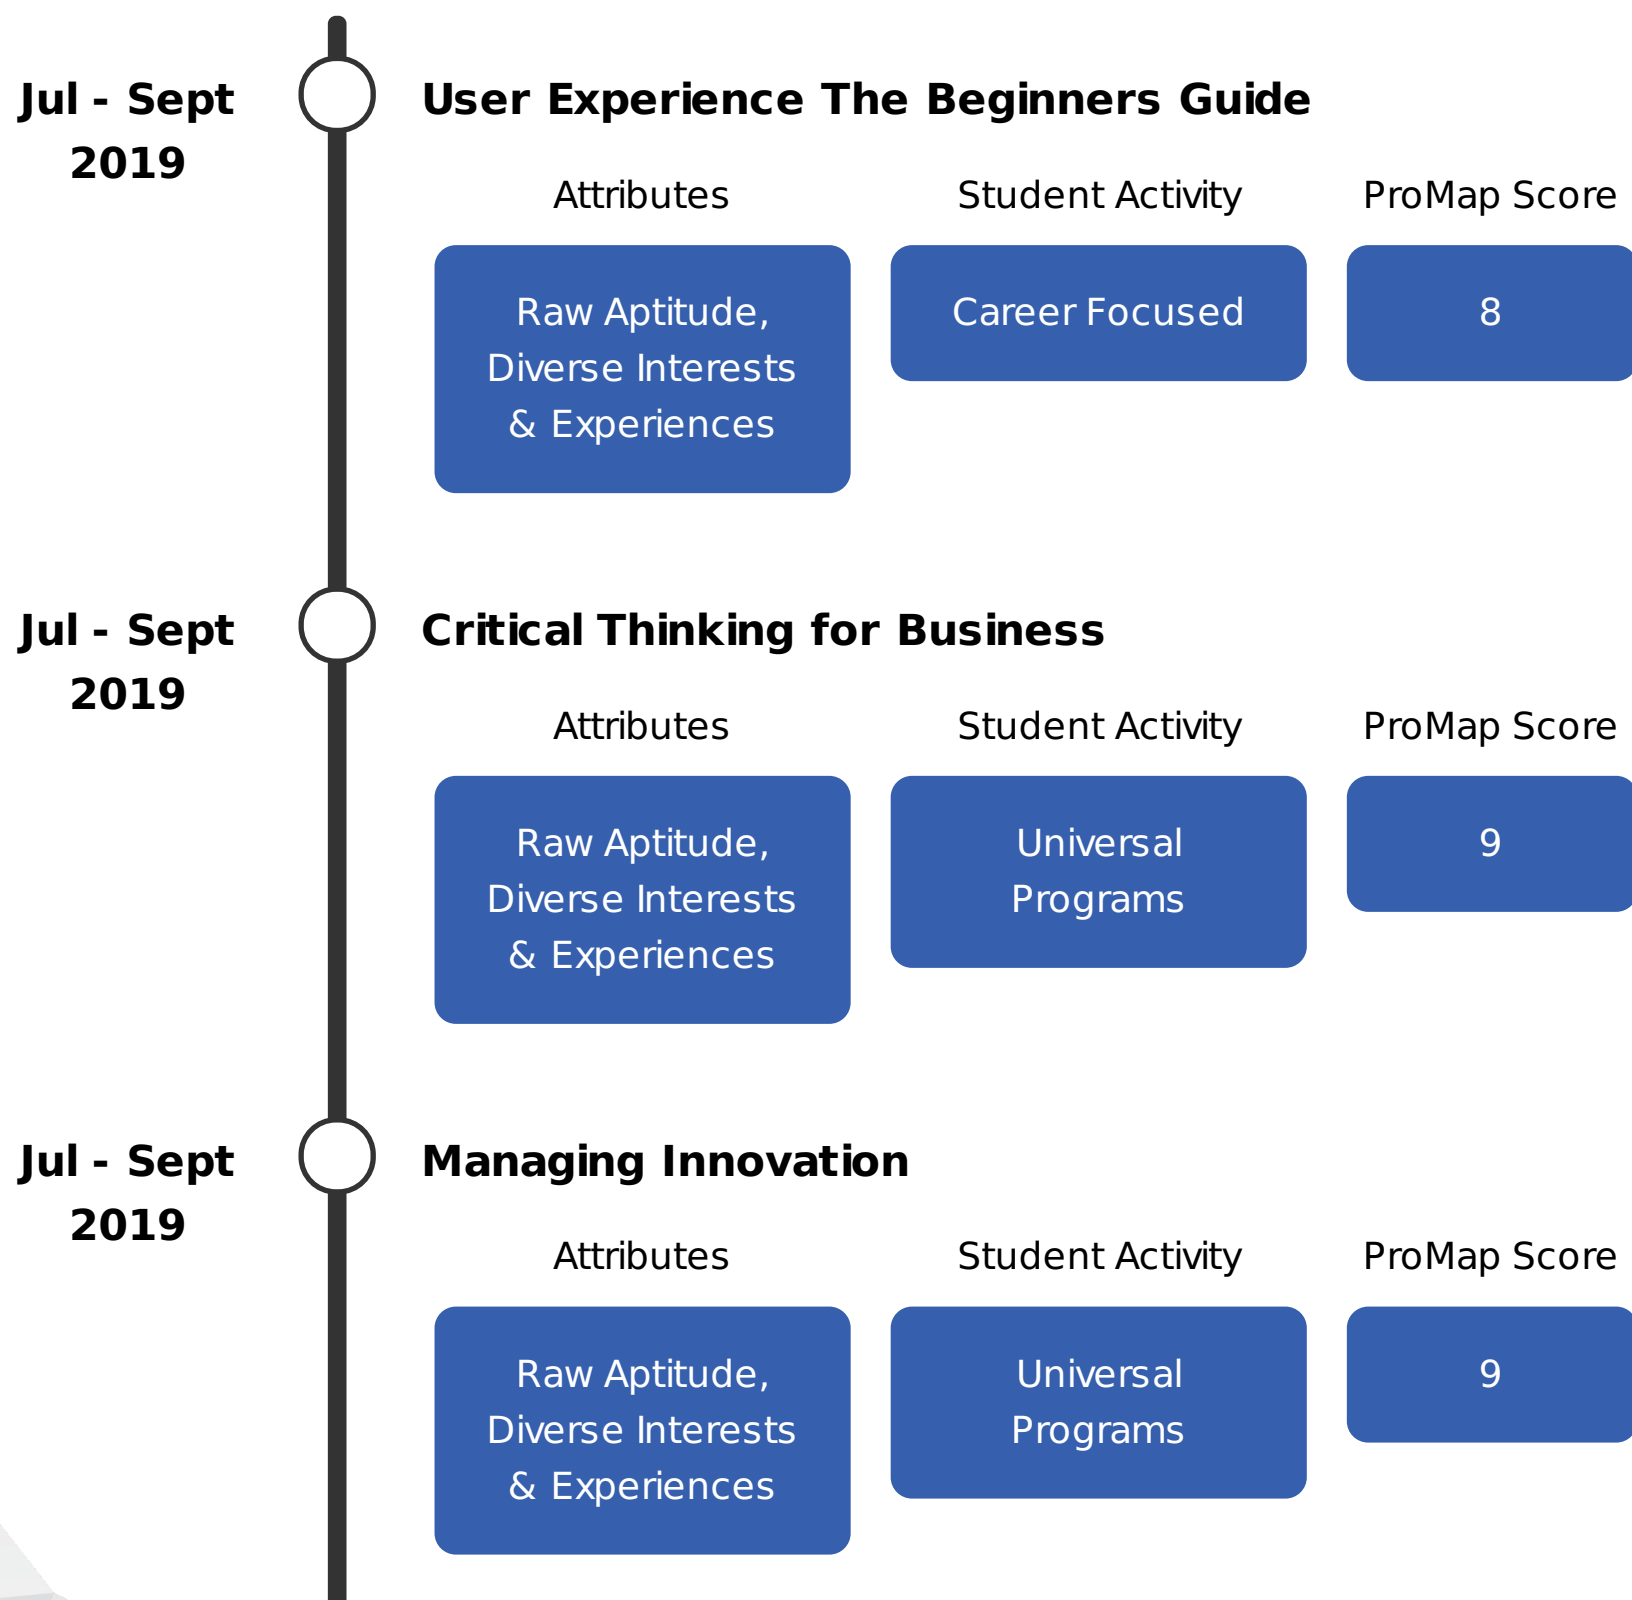 Jul - Sept
2019
User Experience The Beginners Guide
Attributes
Student Activity
ProMap Score
Raw Aptitude,
Diverse Interests
& Experiences
Career Focused
8
Jul - Sept
2019
Critical Thinking for Business
Attributes
Student Activity
ProMap Score
Raw Aptitude,
Diverse Interests
& Experiences
Universal
Programs
9
Jul - Sept
2019
Managing Innovation
Attributes
Student Activity
ProMap Score
Raw Aptitude,
Diverse Interests
& Experiences
Universal
Programs
9